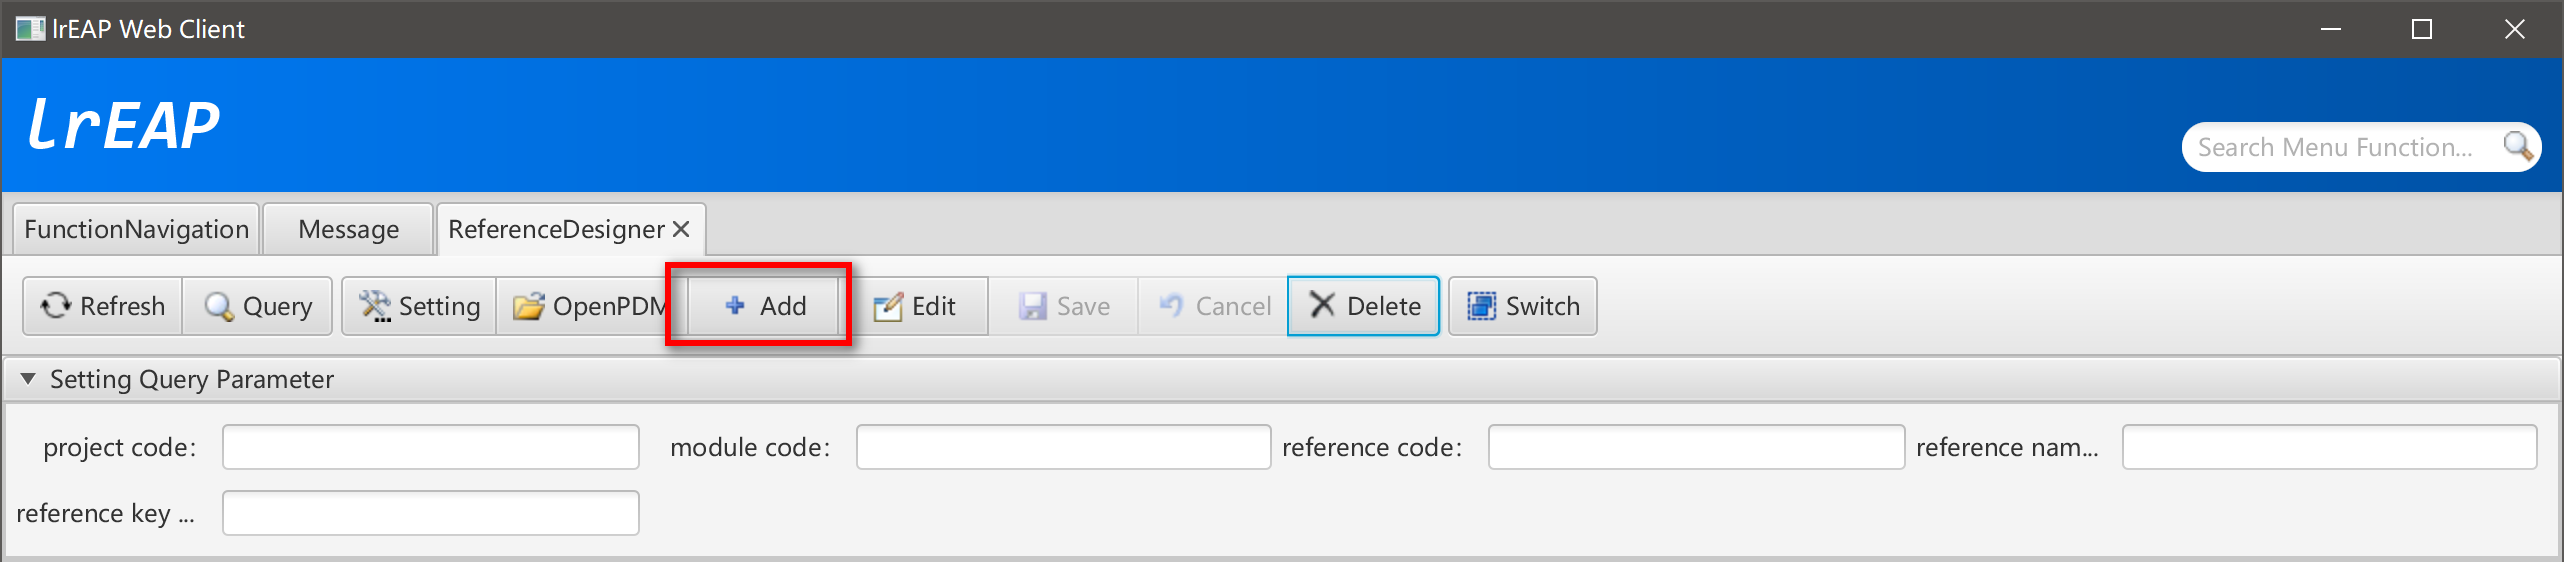 lrEAP Web Client
lrEAP
Search Menu Function...
FunctionNavigation Message ReferenceDesigner
Refresh Query Setting OpenPDM Add Edit Save Cancel Delete Switch
Setting Query Parameter
project code: module code: reference code: reference nam...
reference key ...